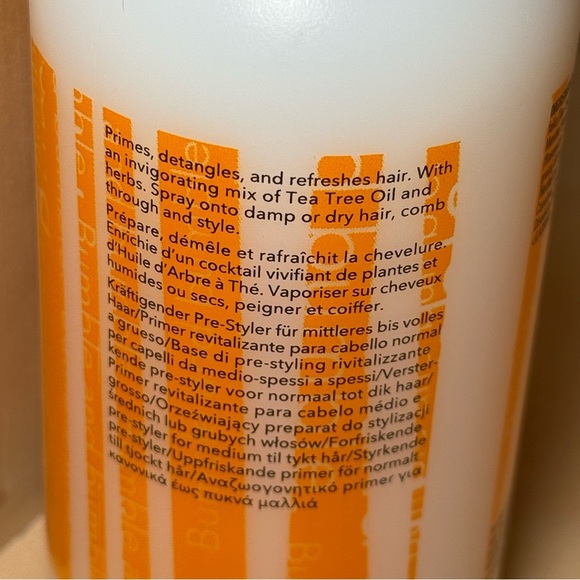 Primes, detangles, and refreshes hair. With
an invigorating mix of Tea Tree Oil and
herbs. Spray onto damp or dry hair, comb
through and style.
Prépare, démêle et rafraîchit la chevelure.
Enrichie d'un cocktail vivifiant de plantes et
d'Huile d'Arbre à Thé. Vaporiser sur cheveux
humides ou secs, peigner et coiffer.
Kräftigender Pre-Styler für mittleres bis volles
Haar/Primer revitalizante para cabello normal
a grueso/Base di pre-styling rivitalizzante
per capelli da medio-spessi a spessi/Verster-
kende pre-styler voor normaal tot dik haar/
Primer revitalizante para cabelo médio e
grosso/Orzeźwiający preparat do stylizacji
średnich lub grubych włosów/Forfriskende
pre-styler for medium til tykt hår/Styrkende
pre-styler/Uppfriskande primer för normalt
till tjockt hår/Αναζωογονητικό primer για
κανονικά έως πυκνά μαλλιά